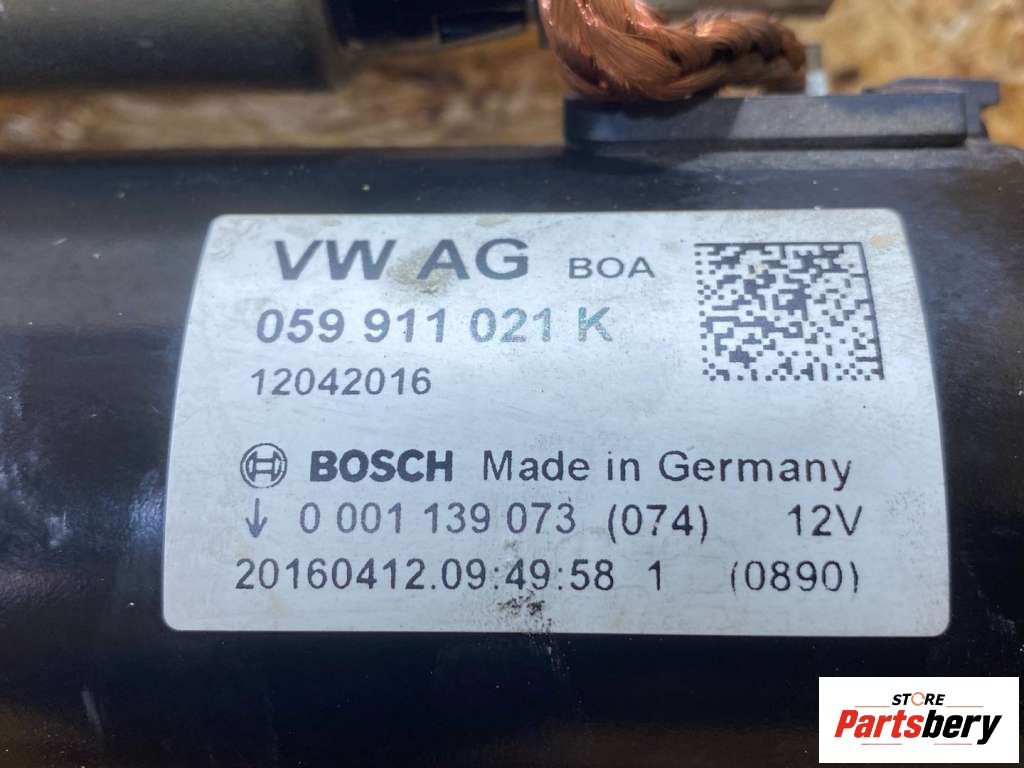 VW AG BOA
059 911 021 K
12042016
BOSCH Made in Germany
↓ 0 001 139 073 (074) 12V
20160412.09:49:58 1 (0890)
STORE
Partsbery